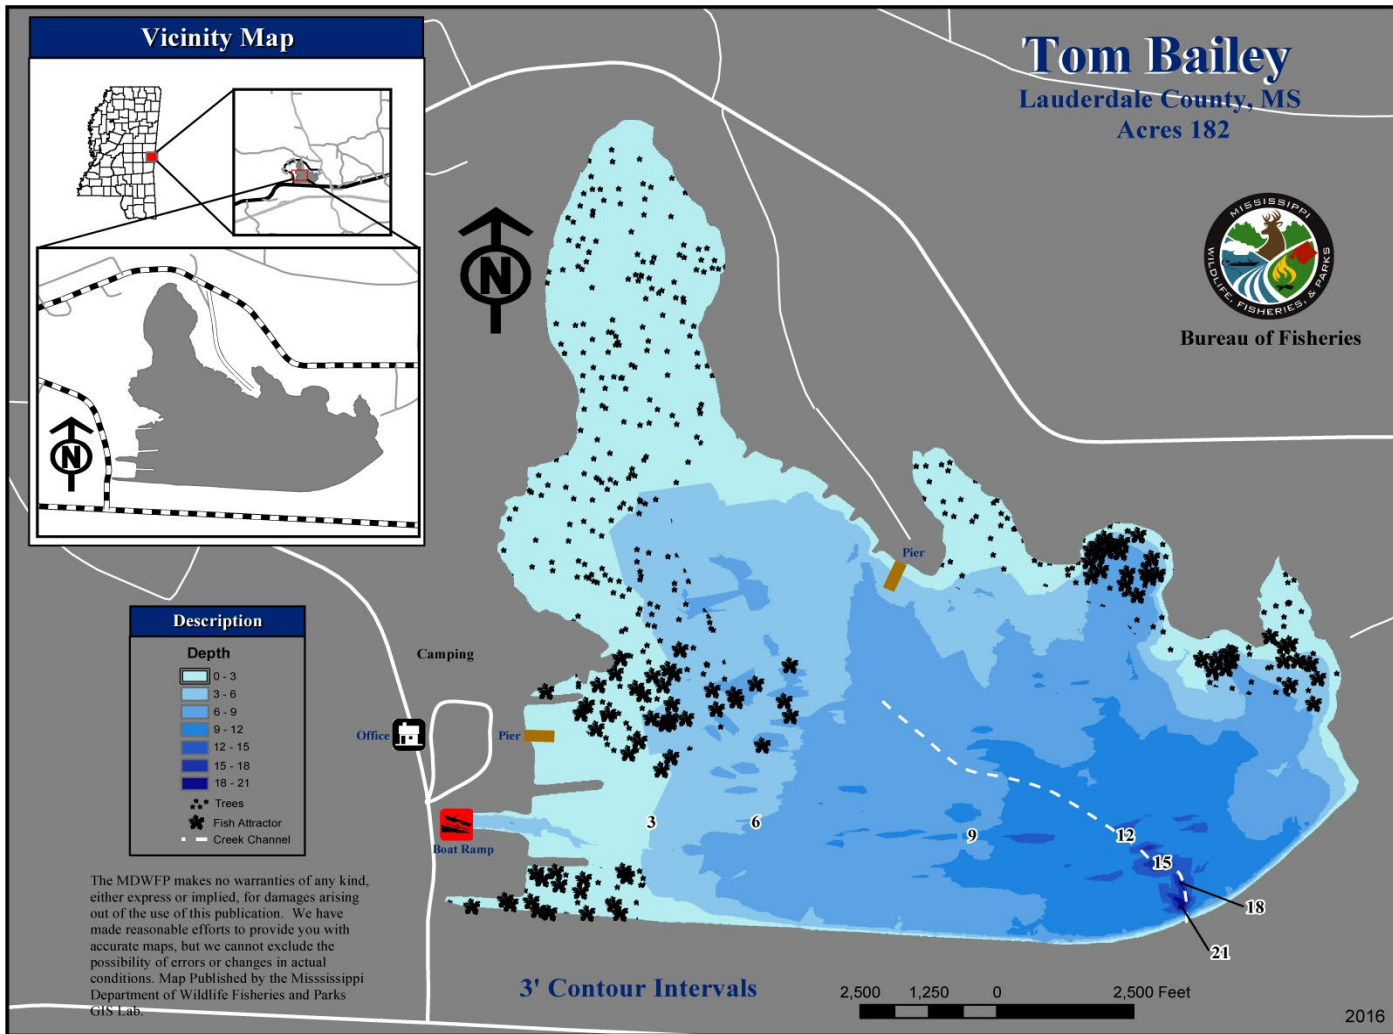 Vicinity Map
N
Tom Bailey
Lauderdale County, MS
Acres 182
N
MISSISSIPPI
WILDLIFE, FISHERIES, & PARKS
Bureau of Fisheries
Description
Depth
0 - 3
3 - 6
6 - 9
9 - 12
12 - 15
15 - 18
18 - 21
Trees
Fish Attractor
Creek Channel
Camping
Office
Pier
Pier
Boat Ramp
3
6
9
12
15
18
21
The MDWFP makes no warranties of any kind,
either express or implied, for damages arising
out of the use of this publication. We have
made reasonable efforts to provide you with
accurate maps, but we cannot exclude the
possibility of errors or changes in actual
conditions. Map Published by the Misssissippi
Department of Wildlife Fisheries and Parks
GIS Lab.
3' Contour Intervals
2,500 1,250 0 2,500 Feet
2016